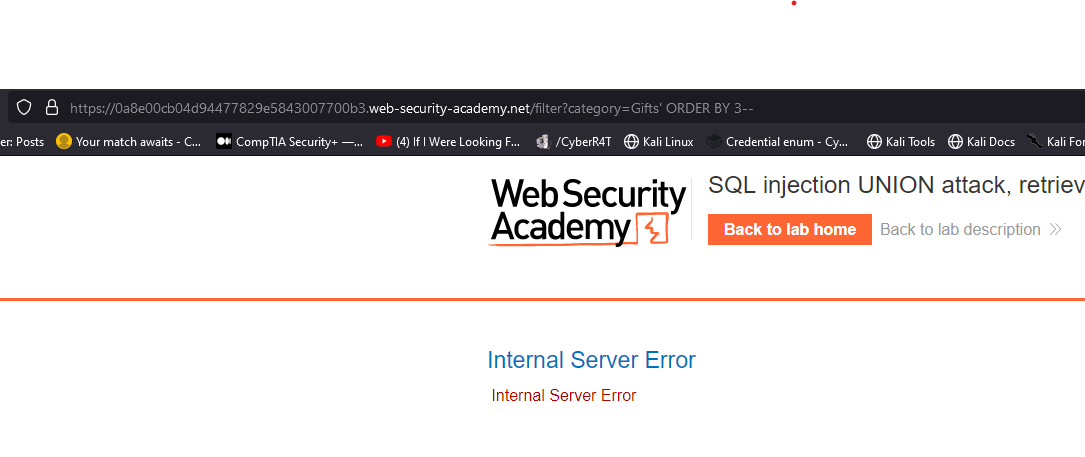 https://0a8e00cb04d94477829e5843007700b3.web-security-academy.net/filter?category=Gifts' ORDER BY 3--
er: Posts Your match awaits - C... CompTIA Security+ —... (4) If I Were Looking F... /CyberR4T Kali Linux Credential enum - Cy... Kali Tools Kali Docs Kali For
WebSecurity
Academy
SQL injection UNION attack, retriev
Back to lab home Back to lab description
Internal Server Error
Internal Server Error